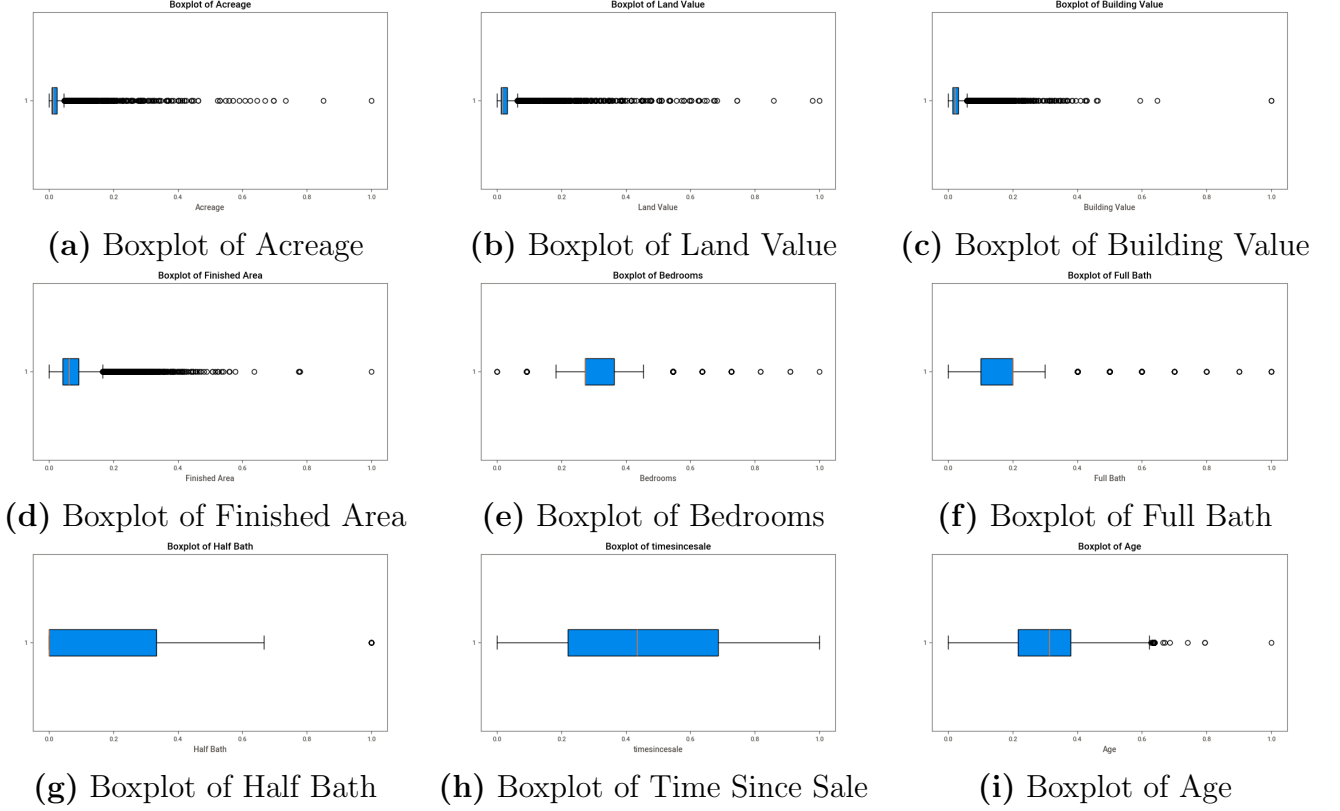 Boxplot of Acreage
1
0.0 0.2 0.4 0.6 0.8 1.0
Acreage
(a) Boxplot of Acreage
Boxplot of Land Value
1
0.0 0.2 0.4 0.6 0.8 1.0
Land Value
(b) Boxplot of Land Value
Boxplot of Building Value
1
0.0 0.2 0.4 0.6 0.8 1.0
Building Value
(c) Boxplot of Building Value
Boxplot of Finished Area
1
0.0 0.2 0.4 0.6 0.8 1.0
Finished Area
(d) Boxplot of Finished Area
Boxplot of Bedrooms
1
0.0 0.2 0.4 0.6 0.8 1.0
Bedrooms
(e) Boxplot of Bedrooms
Boxplot of Full Bath
1
0.0 0.2 0.4 0.6 0.8 1.0
Full Bath
(f) Boxplot of Full Bath
Boxplot of Half Bath
1
0.0 0.2 0.4 0.6 0.8 1.0
Half Bath
(g) Boxplot of Half Bath
Boxplot of timesincesale
1
0.0 0.2 0.4 0.6 0.8 1.0
timesincesale
(h) Boxplot of Time Since Sale
Boxplot of Age
1
0.0 0.2 0.4 0.6 0.8 1.0
Age
(i) Boxplot of Age